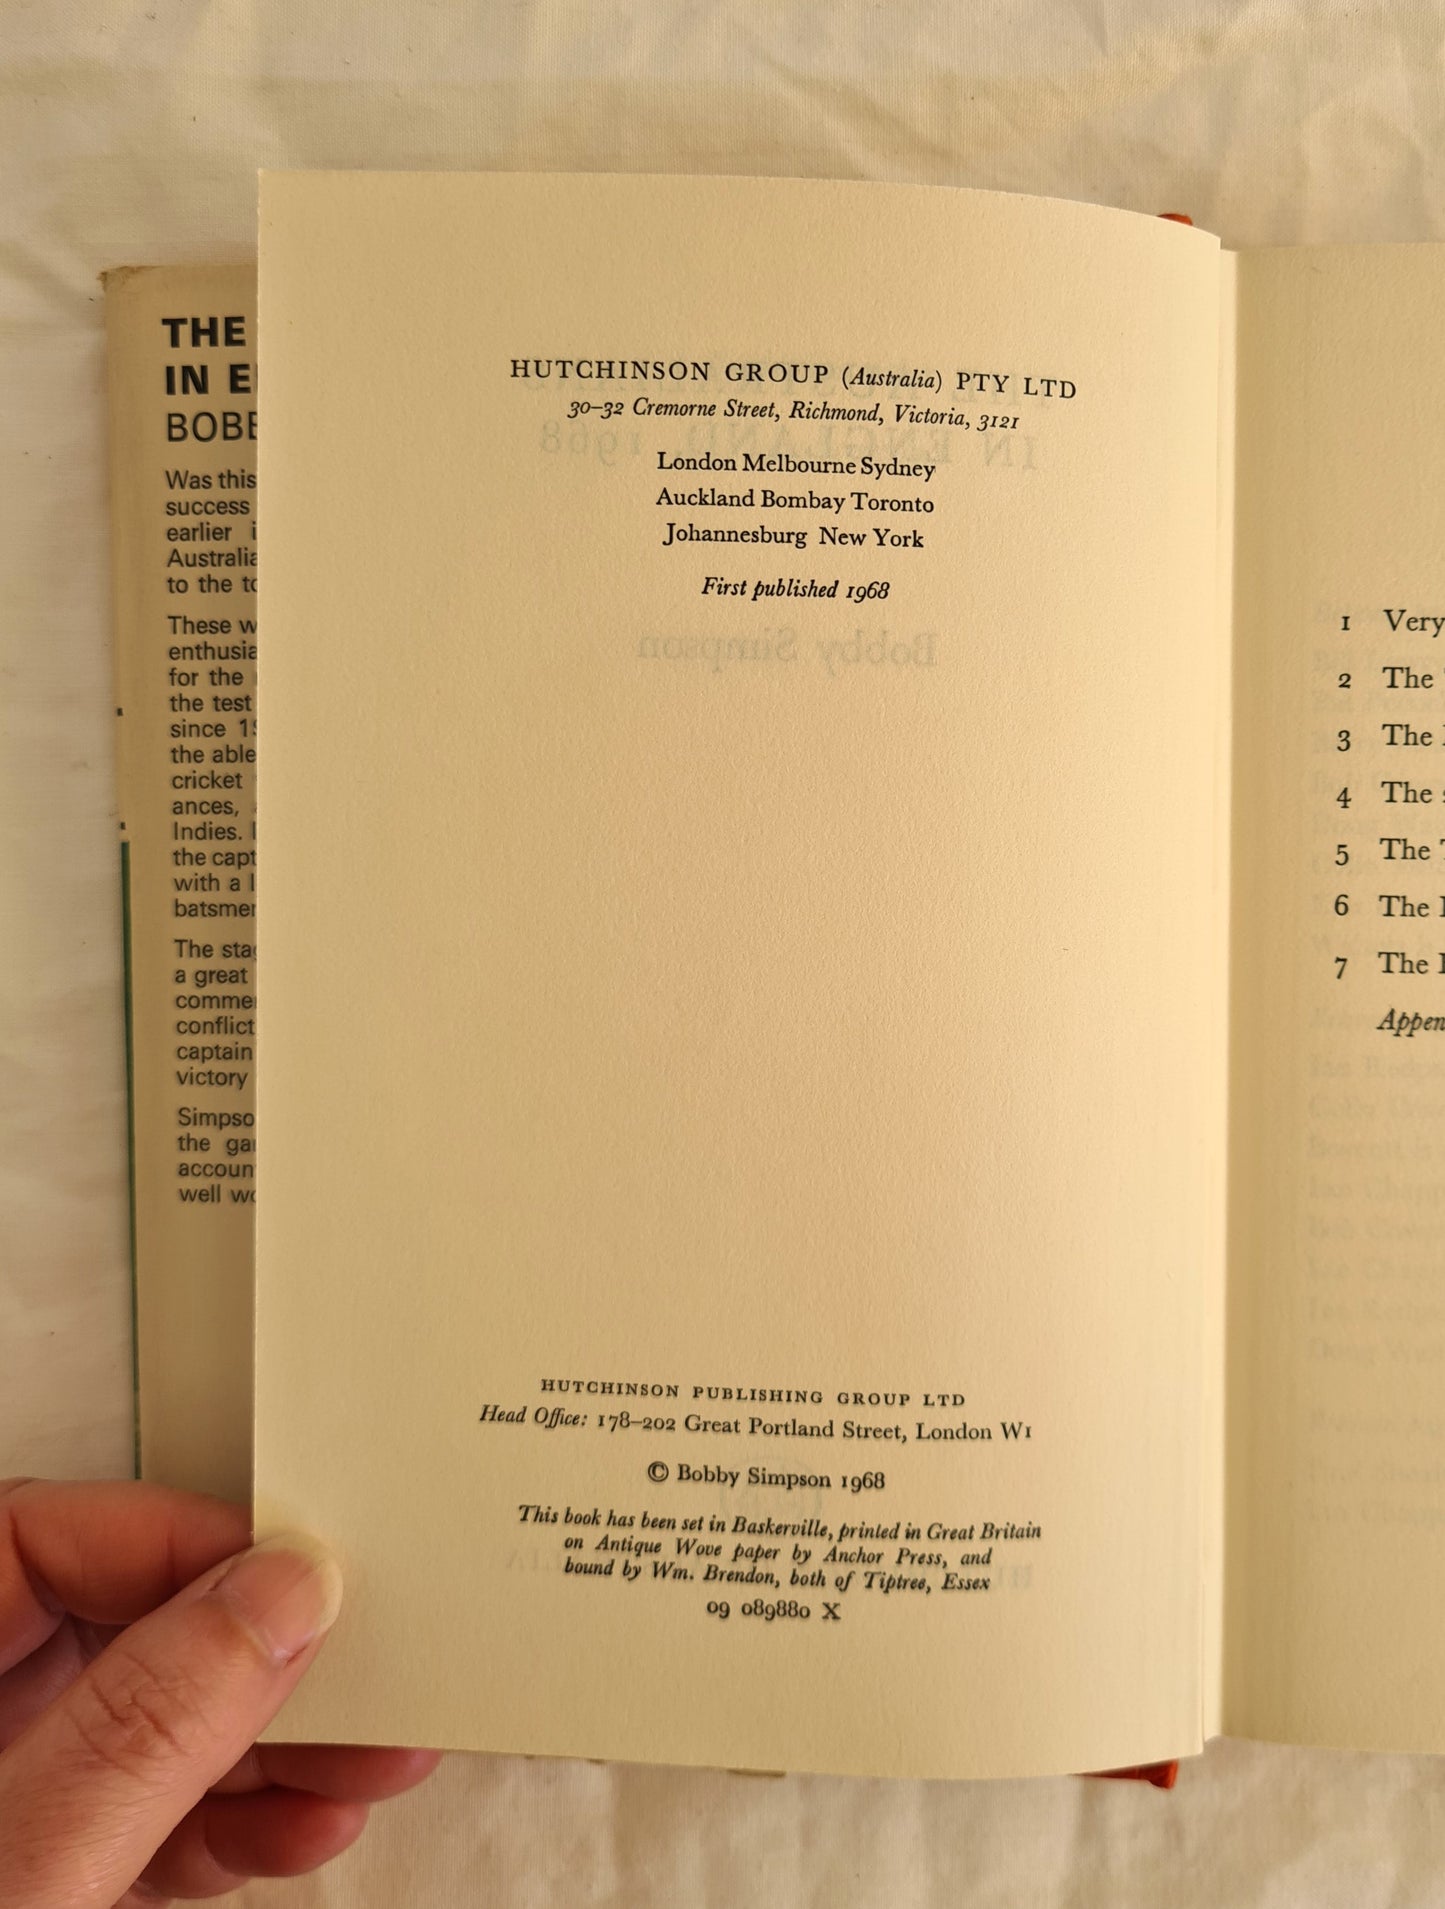 THE
IN E
BOBB
Was this
success
earlier i
Australia
to the to
These w
enthusia
for the
the test
since 19
the able
cricket
ances,
Indies. I
the capt
with a l
batsmen
The stag
a great
commen
conflict
captain
victory
Simpso
the ga
accoun
well wo
HUTCHINSON GROUP (Australia) PTY LTD
30–32 Cremorne Street, Richmond, Victoria, 3121
London Melbourne Sydney
Auckland Bombay Toronto
Johannesburg New York
First published 1968
HUTCHINSON PUBLISHING GROUP LTD
Head Office: 178–202 Great Portland Street, London W1
© Bobby Simpson 1968
This book has been set in Baskerville, printed in Great Britain
on Antique Wove paper by Anchor Press, and
bound by Wm. Brendon, both of Tiptree, Essex
09 089880 X
1 Very
2 The
3 The
4 The
5 The
6 The
7 The
Appen